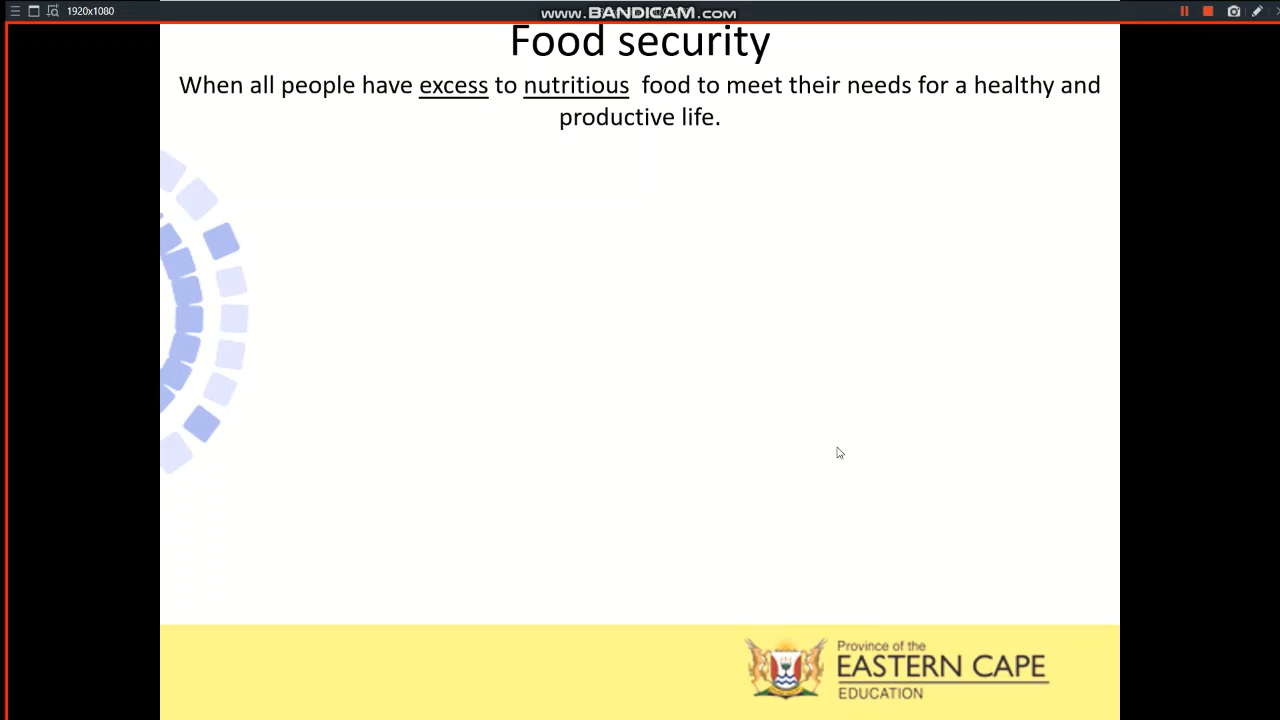 1920x1080
WWW.BANDICAM.COM
Food security
When all people have excess to nutritious food to meet their needs for a healthy and
productive life.
Province of the
EASTERN CAPE
EDUCATION